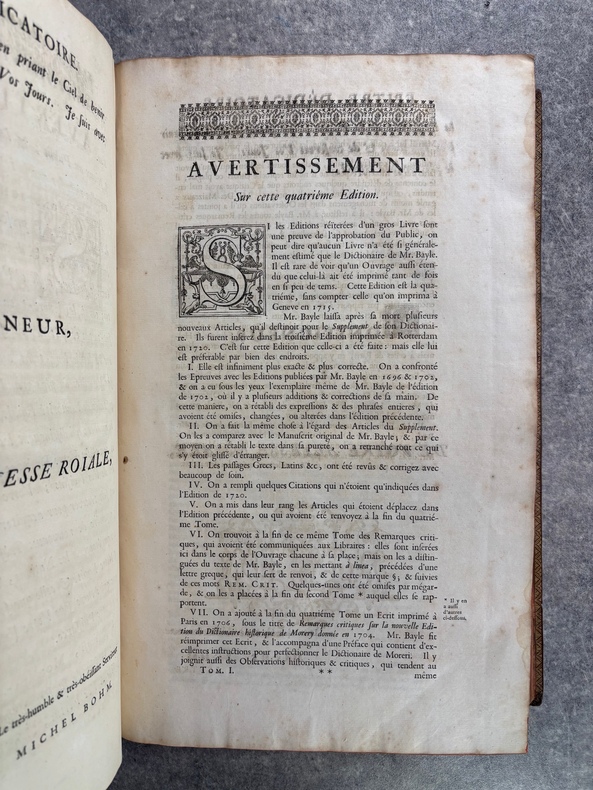 ICATOIRE.
en priant le Ciel de benir
Vos Jours. Je suis avec
NEUR,
TESSE ROIALE,
Le très-humble & très-obéissant Serviteur
MICHEL BOHM.
AVERTISSEMENT
Sur cette quatriême Edition.
SI les Editions réïterées d'un gros Livre sont
une preuve de l'approbation du Public, on
peut dire qu'aucun Livre n'a été si générale-
ment estimé que le Dictionaire de Mr. Bayle.
Il est rare de voir qu'un Ouvrage aussi éten-
du que celui-là ait été imprimé tant de fois
en si peu de tems. Cette Edition est la qua-
triéme, sans compter celle qu'on imprima à
Geneve en 1715.
Mr. Bayle laissa après sa mort plusieurs
nouveaux Articles, qu'il destinoit pour le Supplement de son Dictionai-
re. Ils furent inserez dans la troisième Edition imprimée à Rotterdam
en 1720. C'est sur cette Edition que celle-ci a été faite: mais elle lui
est préferable par bien des endroits.
I. Elle est infiniment plus exacte & plus correcte. On a confronté
les Epreuves avec les Editions publiées par Mr. Bayle en 1696 & 1702,
& on a eu sous les yeux l'exemplaire même de Mr. Bayle de l'édition
de 1702, où il y a plusieurs additions & corrections de sa main. De
cette maniere, on a rétabli des expressions & des phrases entieres, qui
avoient été omises, changées, ou alterées dans l'édition précedente.
II. On a fait la même chose à l'égard des Articles du Supplement.
On les a comparez avec le Manuscrit original de Mr. Bayle; & par ce
moyen on a rétabli le texte dans sa pureté, on a retranché tout ce qui
s'y étoit glissé d'étranger.
III. Les passages Grecs, Latins &c, ont été revûs & corrigez avec
beaucoup de soin.
IV. On a rempli quelques Citations qui n'étoient qu'indiquées dans
l'Edition de 1720.
V. On a mis dans leur rang les Articles qui étoient déplacez dans
l'Edition précedente, ou qui avoient été renvoyez à la fin du quatrié-
me Tome.
VI. On trouvoit à la fin de ce même Tome des Remarques criti-
ques, qui avoient été communiquées aux Libraires: elles sont inserées
ici dans le corps de l'Ouvrage chacune à sa place; mais on les a distin-
guées du texte de Mr. Bayle, en les mettant à linea, précedées d'une
lettre grecque, qui leur sert de renvoi, & de cette marque §; & suivies
de ces mots REM. CRIT. Quelques-unes ont été omises par mégar-
de, & on les a placées à la fin du second Tome * auquel elles se rap-
portent.
VII. On a ajouté à la fin du quatriême Tome un Ecrit imprimé à
Paris en 1706, sous le titre de Remarques critiques sur la nouvelle Edi-
tion du Dictionaire historique de Morery donnée en 1704. Mr. Bayle fit
réimprimer cet Ecrit, & l'accompagna d'une Préface qui contient d'ex-
cellentes instructions pour perfectionner le Dictionaire de Moreri. Il y
joignit aussi des Observations historiques & critiques, qui tendent au
TOM. I. * * même
* Il y en
a aussi
d'autres
ci-dessous.